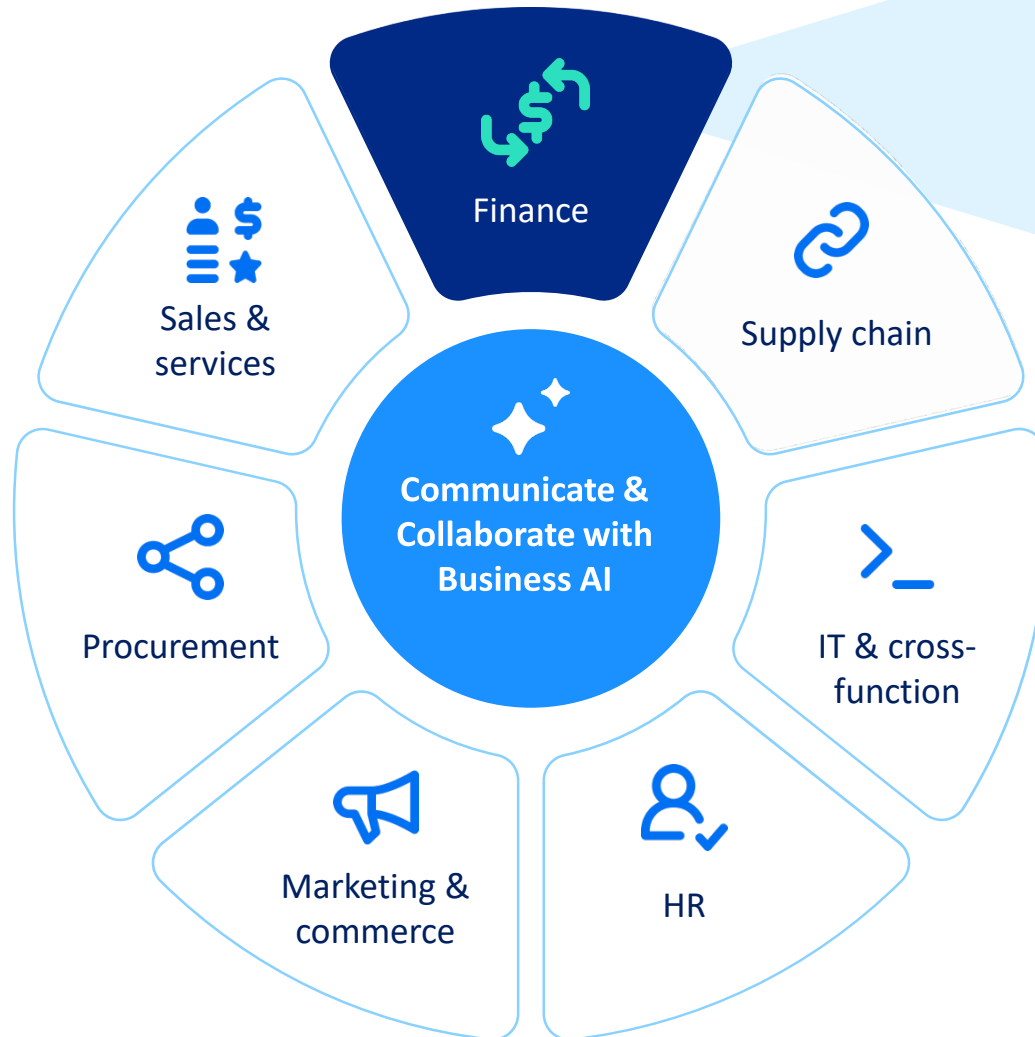 Finance
Supply chain
IT & cross-
function
HR
Marketing &
commerce
Procurement
Sales &
services
Communicate &
Collaborate with
Business AI